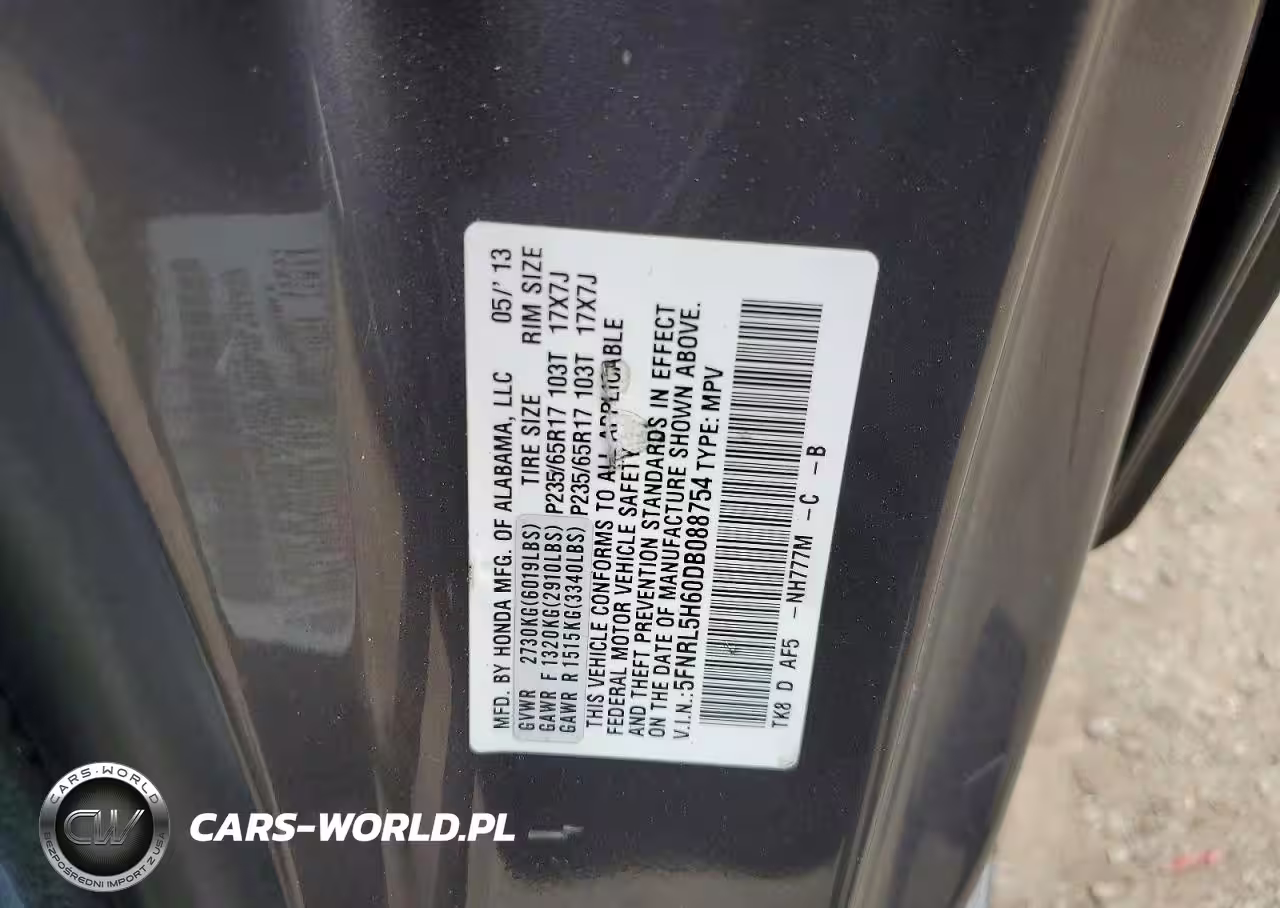 MFD. BY HONDA MFG. OF ALABAMA, LLC 05/' 13
GVWR 2730KG(6019LBS) TIRE SIZE RIM SIZE
GAWR F 1320KG(2910LBS) P235/65R17 103T 17X7J
GAWR R 1515KG(3340LBS) P235/65R17 103T 17X7J
THIS VEHICLE CONFORMS TO ALL APPLICABLE
FEDERAL MOTOR VEHICLE SAFETY
AND THEFT PREVENTION STANDARDS IN EFFECT
ON THE DATE OF MANUFACTURE SHOWN ABOVE.
V.I.N.:5FNRL5H60DB088754 TYPE: MPV
TK8 D AF5 -NH777M -C -B
CARS-WORLD
CW
BEZPOŚREDNI IMPORT Z USA
CARS-WORLD.PL